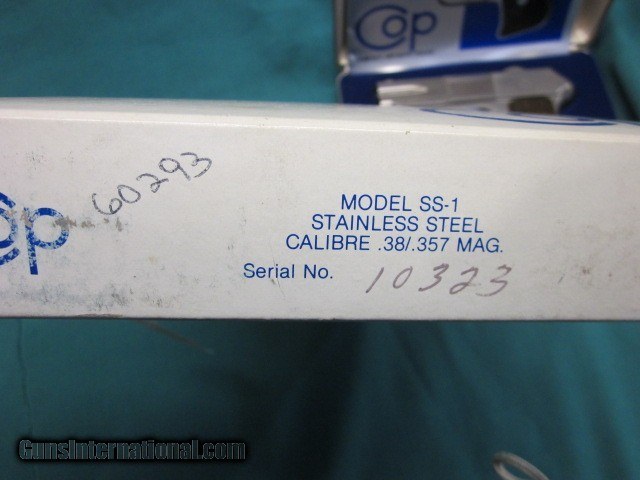 Cop
60293
Cop
MODEL SS-1
STAINLESS STEEL
CALIBRE .38/.357 MAG.
Serial No. 10323
GunsInternational.com